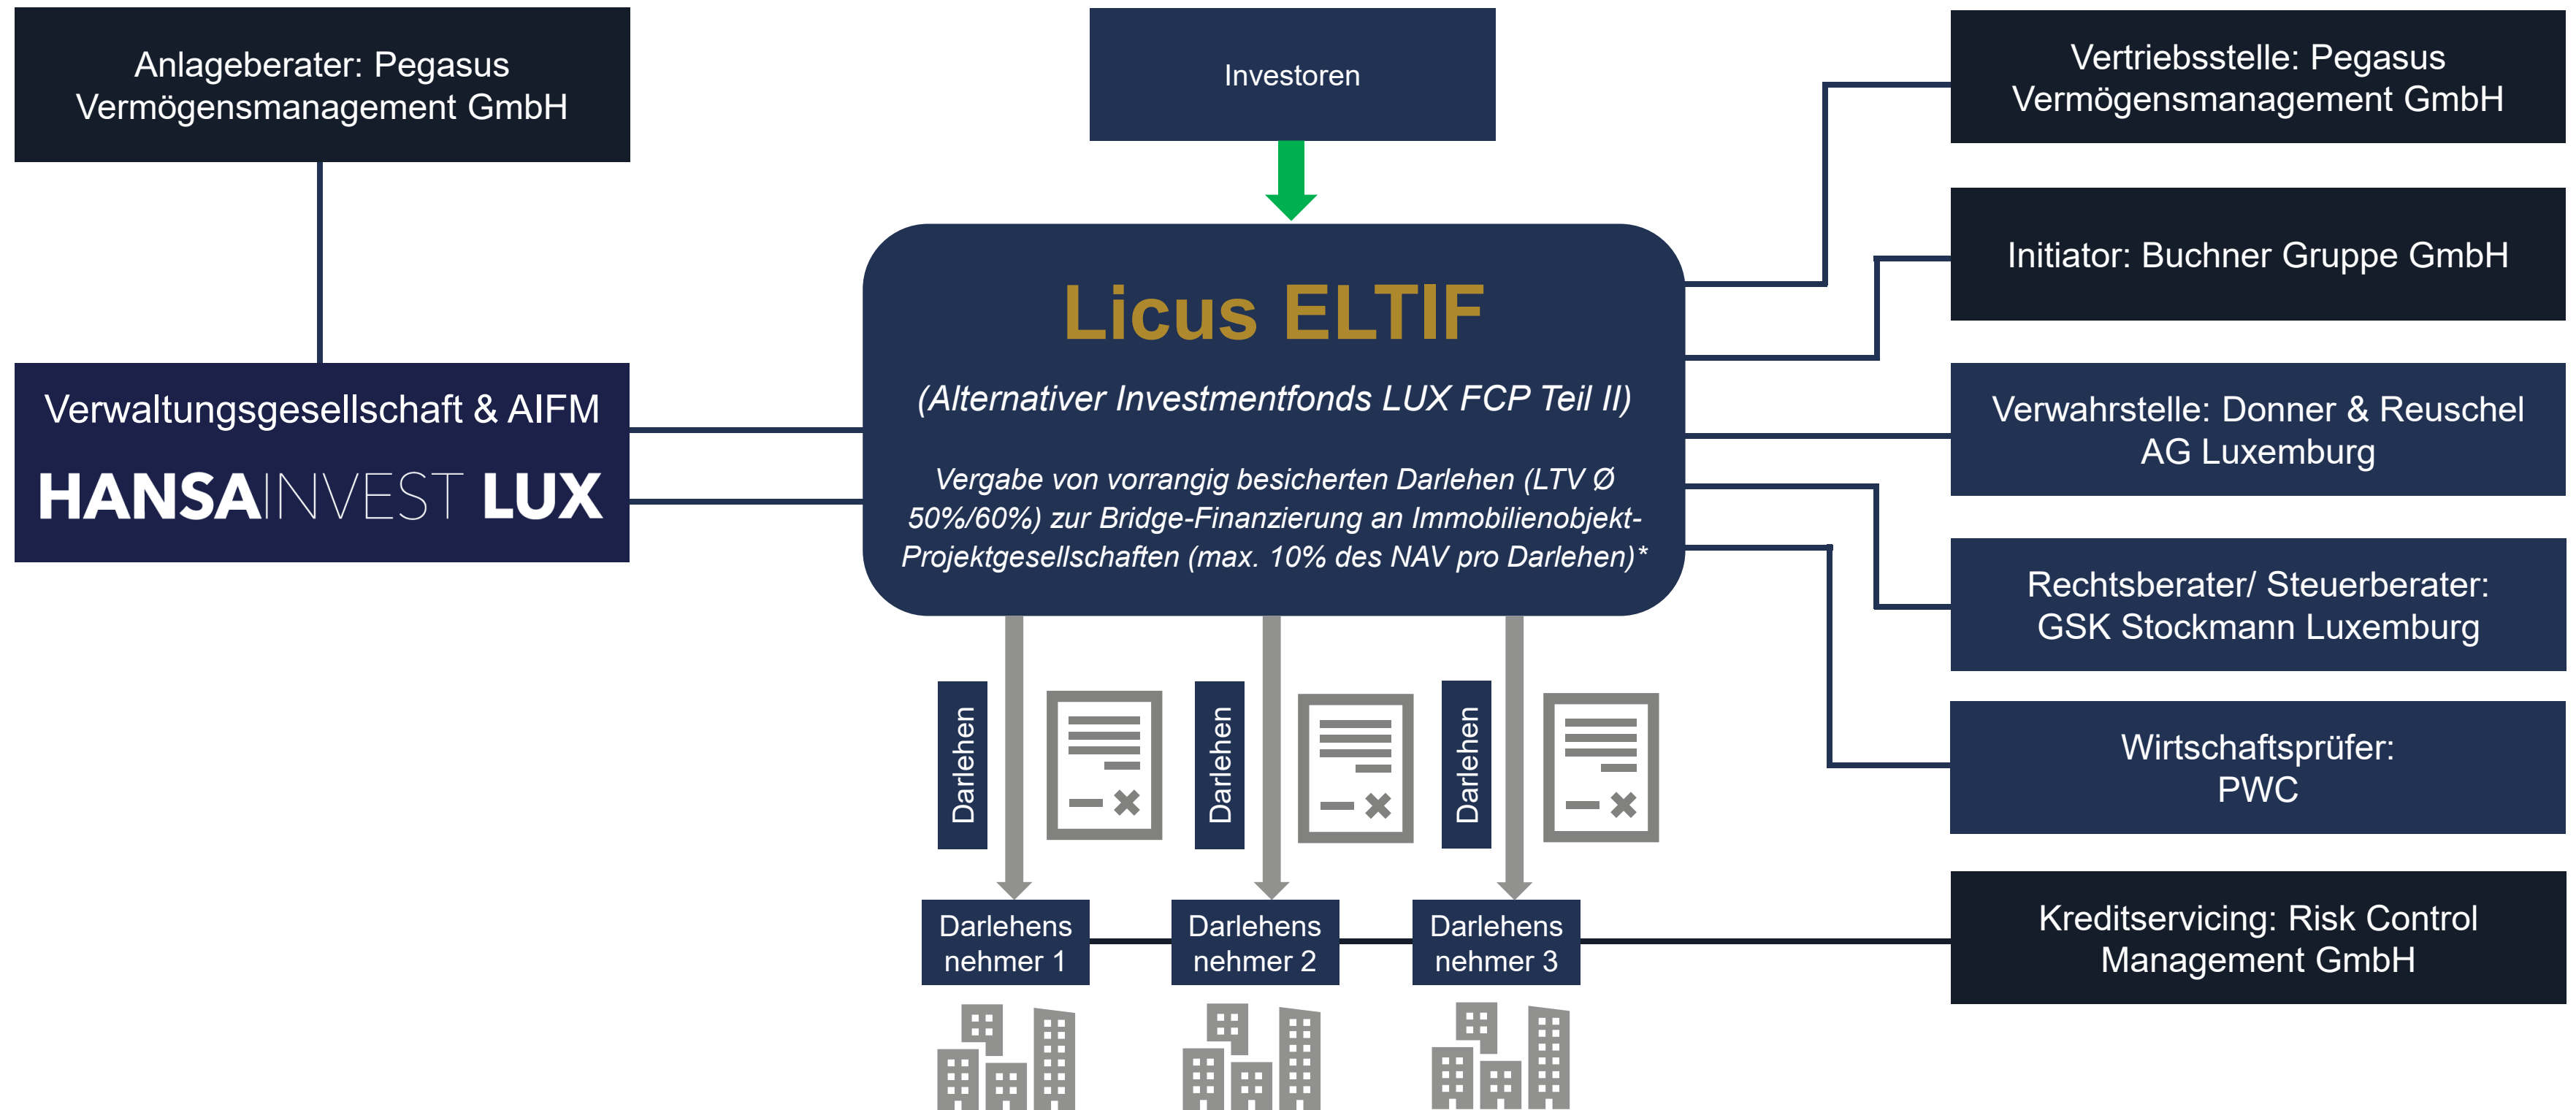 Anlageberater: Pegasus
Vermögensmanagement GmbH
Investoren
Vertriebsstelle: Pegasus
Vermögensmanagement GmbH
Initiator: Buchner Gruppe GmbH
Verwaltungsgesellschaft & AIFM
HANSAINVEST LUX
Licus ELTIF
(Alternativer Investmentfonds LUX FCP Teil II)
Vergabe von vorrangig besicherten Darlehen (LTV Ø
50%/60%) zur Bridge-Finanzierung an Immobilienobjekt-
Projektgesellschaften (max. 10% des NAV pro Darlehen)*
Verwahrstelle: Donner & Reuschel
AG Luxemburg
Rechtsberater/ Steuerberater:
GSK Stockmann Luxemburg
Wirtschaftsprüfer:
PWC
Darlehen
Darlehen
Darlehen
Darlehens
nehmer 1
Darlehens
nehmer 2
Darlehens
nehmer 3
Kreditservicing: Risk Control
Management GmbH